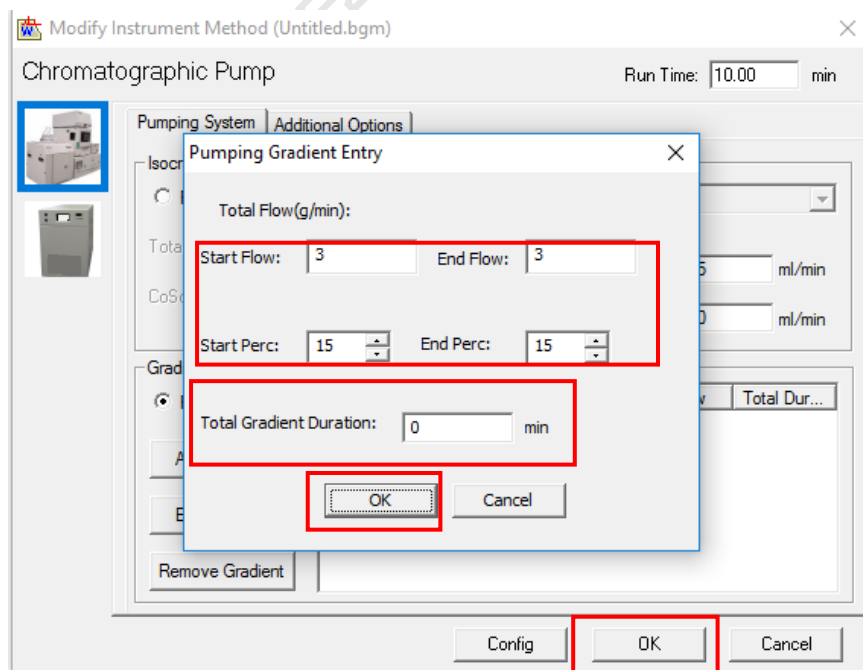 Modify Instrument Method (Untitled.bgm)
Chromatographic Pump
Run Time: 10.00 min
Pumping System Additional Options
Pumping Gradient Entry
Total Flow(g/min):
Start Flow: 3 End Flow: 3
ml/min
ml/min
Start Perc: 15 End Perc: 15
Total Dur...
Total Gradient Duration: 0 min
OK Cancel
Remove Gradient
Config OK Cancel